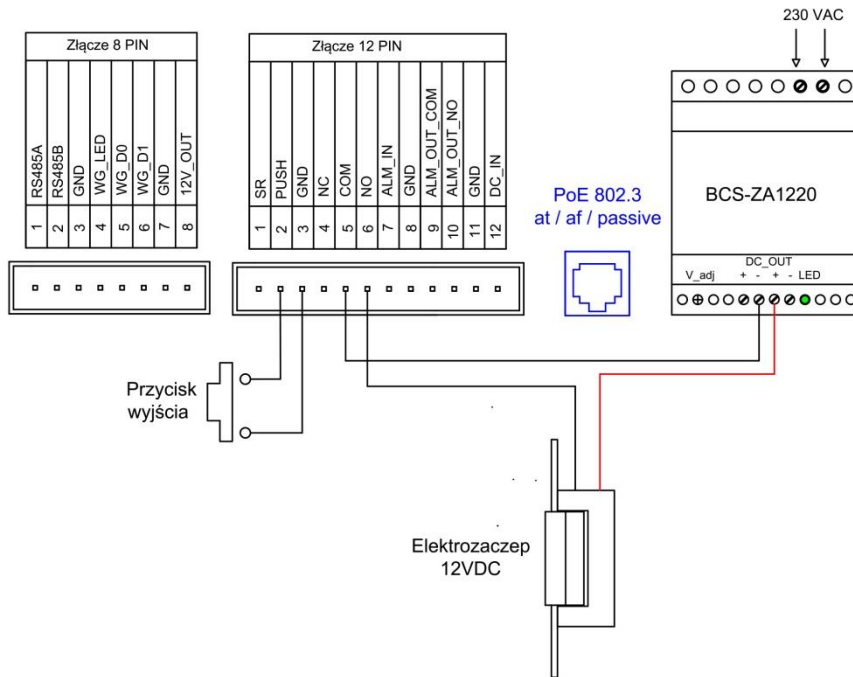 230 VAC
Złącze 8 PIN
RS485A
RS485B
GND
WG_LED
WG_D0
WG_D1
GND
12V_OUT
1 2 3 4 5 6 7 8
Złącze 12 PIN
SR
PUSH
GND
NC
COM
NO
ALM_IN
GND
ALM_OUT_COM
ALM_OUT_NO
GND
DC_IN
1 2 3 4 5 6 7 8 9 10 11 12
PoE 802.3
at / af / passive
BCS-ZA1220
DC_OUT
V_adj + - + - LED
Przycisk
wyjścia
Elektrozaczep
12VDC